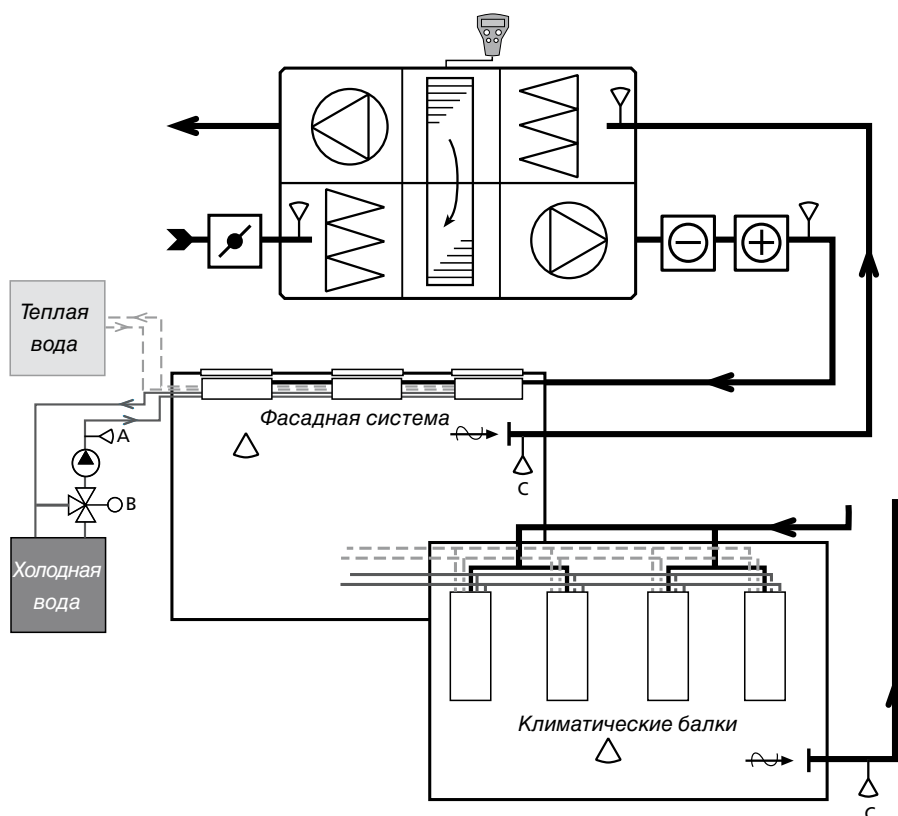 Теплая
вода
Фасадная система
A
C
B
Холодная
вода
Климатические балки
C